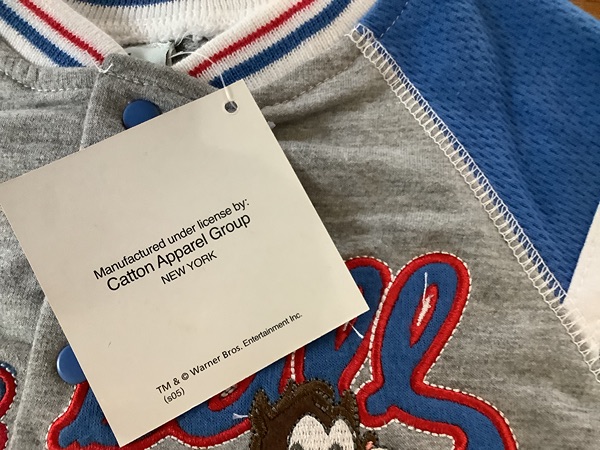 Manufactured under license by:
Catton Apparel Group
NEW YORK
TM & © Warner Bros. Entertainment Inc.
(s05)